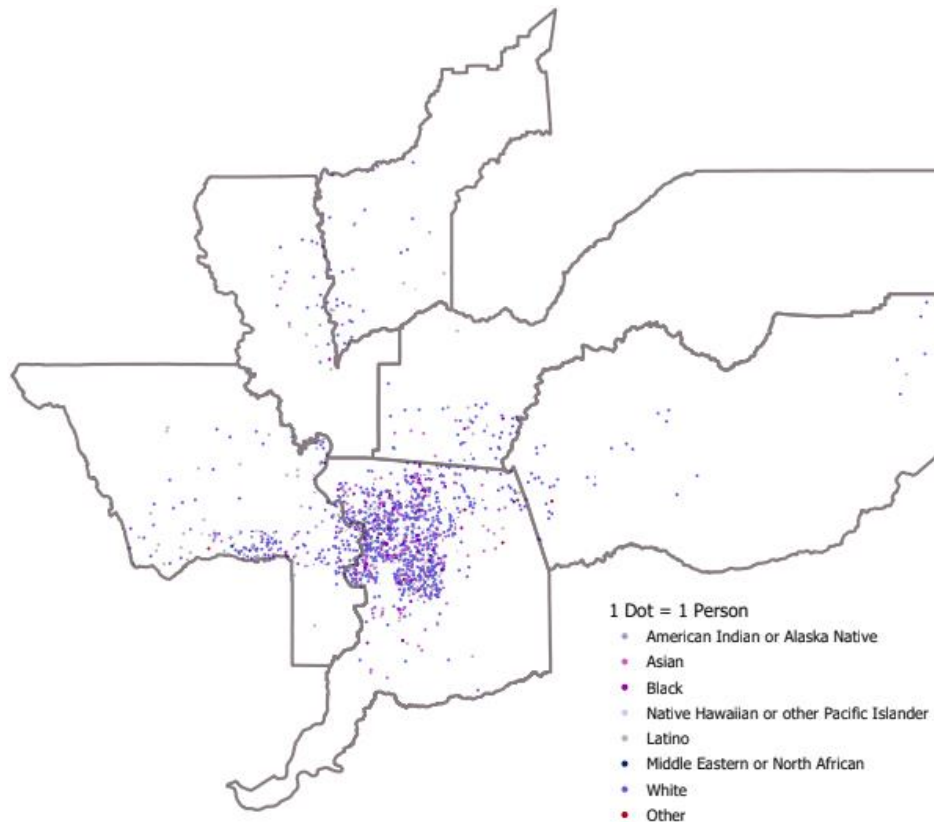 1 Dot = 1 Person
American Indian or Alaska Native
Asian
Black
Native Hawaiian or other Pacific Islander
Latino
Middle Eastern or North African
White
Other